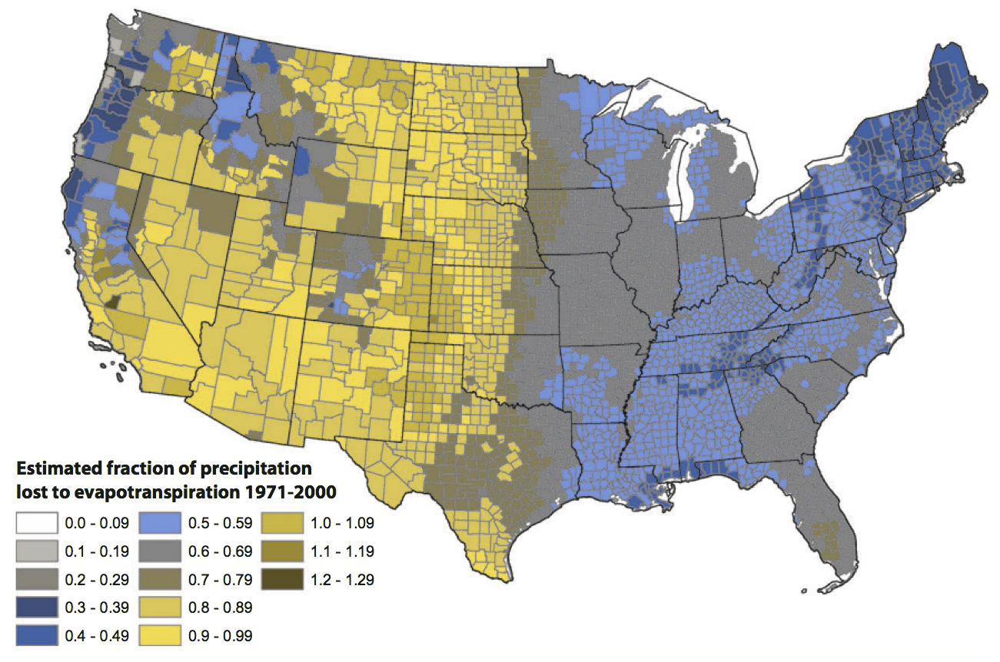 Estimated fraction of precipitation
lost to evapotranspiration 1971-2000
0.0 - 0.09
0.1 - 0.19
0.2 - 0.29
0.3 - 0.39
0.4 - 0.49
0.5 - 0.59
0.6 - 0.69
0.7 - 0.79
0.8 - 0.89
0.9 - 0.99
1.0 - 1.09
1.1 - 1.19
1.2 - 1.29